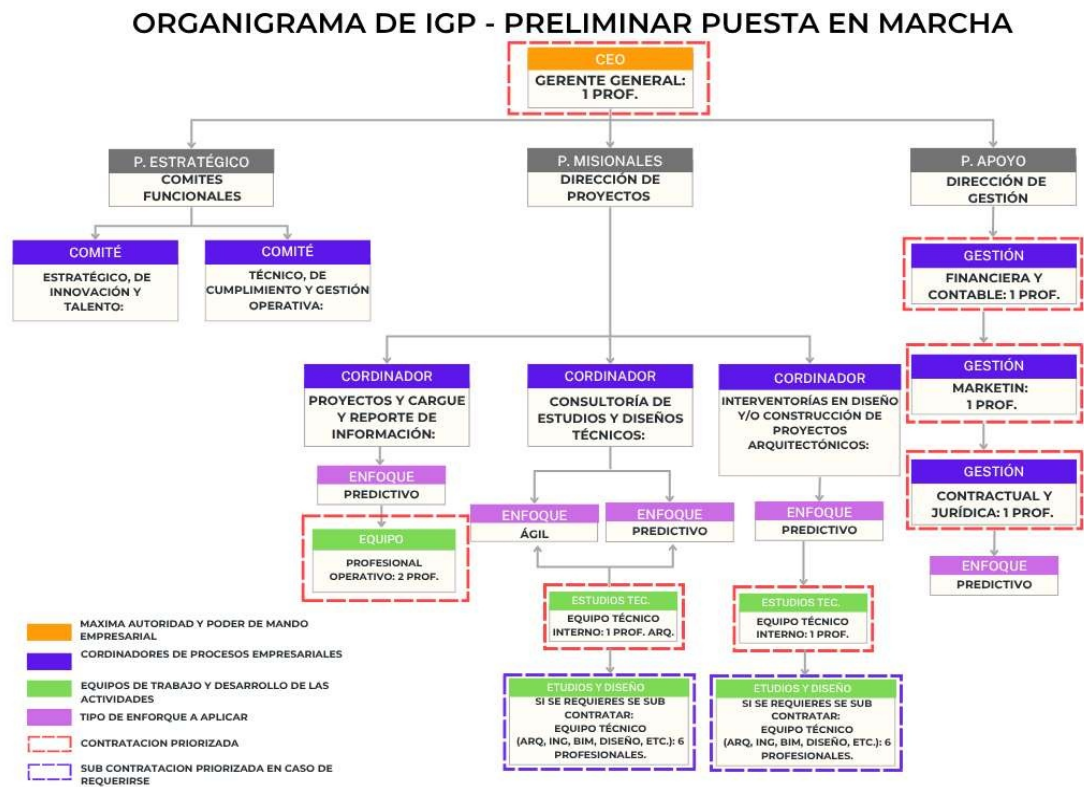 ORGANIGRAMA DE IGP - PRELIMINAR PUESTA EN MARCHA
CEO
GERENTE GENERAL:
1 PROF.
P. ESTRATÉGICO
COMITES
FUNCIONALES
P. MISIONALES
DIRECCIÓN DE
PROYECTOS
P. APOYO
DIRECCIÓN DE
GESTIÓN
COMITÉ
ESTRATÉGICO, DE
INNOVACIÓN Y
TALENTO:
COMITÉ
TÉCNICO, DE
CUMPLIMIENTO Y GESTIÓN
OPERATIVA:
GESTIÓN
FINANCIERA Y
CONTABLE: 1 PROF.
GESTIÓN
MARKETIN:
1 PROF.
GESTIÓN
CONTRACTUAL Y
JURÍDICA: 1 PROF.
ENFOQUE
PREDICTIVO
CORDINADOR
PROYECTOS Y CARGUE
Y REPORTE DE
INFORMACIÓN:
ENFOQUE
PREDICTIVO
EQUIPO
PROFESIONAL
OPERATIVO: 2 PROF.
CORDINADOR
CONSULTORÍA DE
ESTUDIOS Y DISEÑOS
TÉCNICOS:
ENFOQUE
ÁGIL
ENFOQUE
PREDICTIVO
ESTUDIOS TEC.
EQUIPO TÉCNICO
INTERNO: 1 PROF. ARQ.
ETUDIOS Y DISEÑO
SI SE REQUIERES SE SUB
CONTRATAR:
EQUIPO TÉCNICO
(ARQ, ING, BIM, DISEÑO, ETC.): 6
PROFESIONALES.
CORDINADOR
INTERVENTORÍAS EN DISEÑO
Y/O CONSTRUCCIÓN DE
PROYECTOS
ARQUITECTÓNICOS:
ENFOQUE
PREDICTIVO
ESTUDIOS TEC.
EQUIPO TÉCNICO
INTERNO: 1 PROF.
ETUDIOS Y DISEÑO
SI SE REQUIERES SE SUB
CONTRATAR:
EQUIPO TÉCNICO
(ARQ, ING, BIM, DISEÑO, ETC.): 6
PROFESIONALES.
MAXIMA AUTORIDAD Y PODER DE MANDO
EMPRESARIAL
CORDINADORES DE PROCESOS EMPRESARIALES
EQUIPOS DE TRABAJO Y DESARROLLO DE LAS
ACTIVIDADES
TIPO DE ENFORQUE A APLICAR
CONTRATACION PRIORIZADA
SUB CONTRATACION PRIORIZADA EN CASO DE
REQUERIRSE